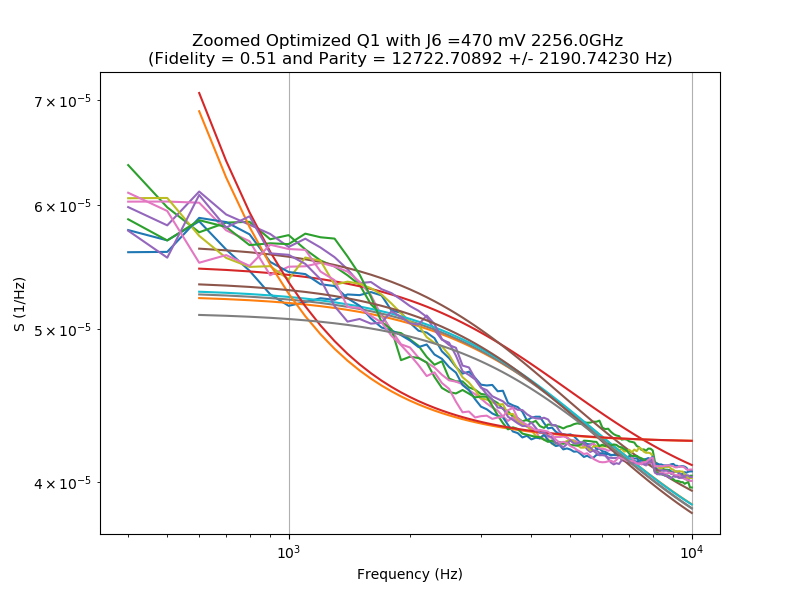 Zoomed Optimized Q1 with J6 =470 mV 2256.0GHz
(Fidelity = 0.51 and Parity = 12722.70892 +/- 2190.74230 Hz)
S (1/Hz)
7 × 10⁻⁵
6 × 10⁻⁵
5 × 10⁻⁵
4 × 10⁻⁵
10³ 10⁴
Frequency (Hz)